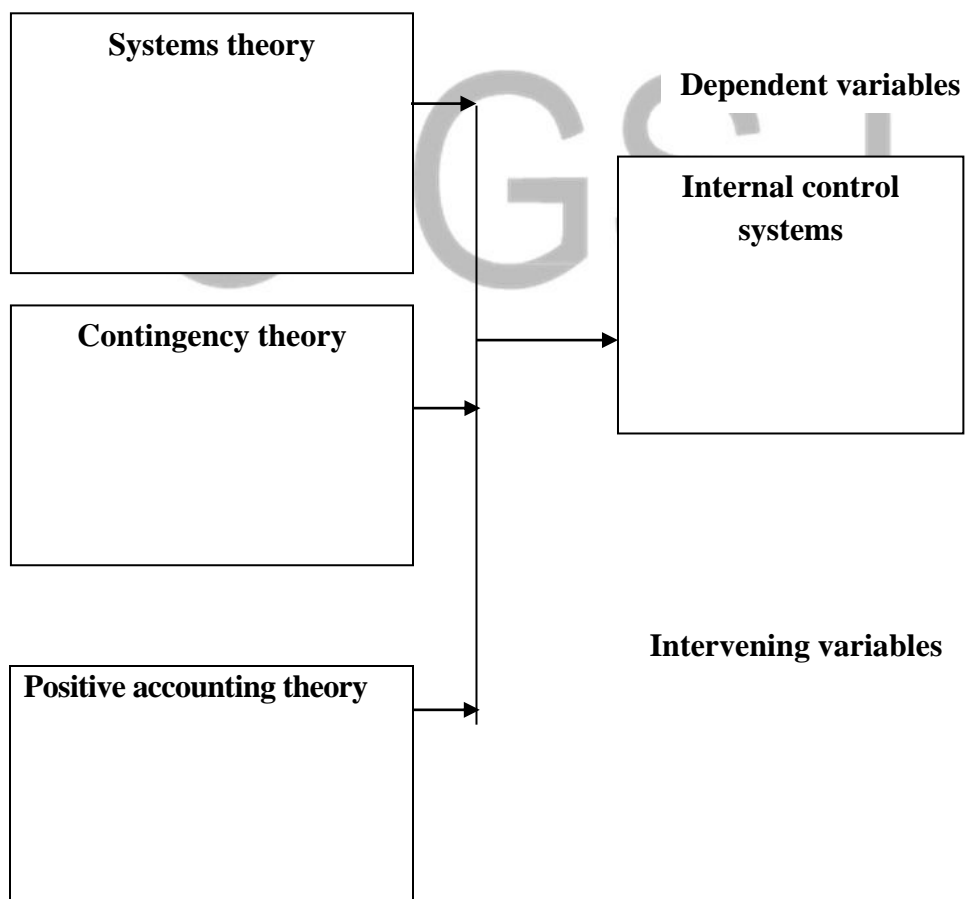 Systems theory
Dependent variables
Internal control
systems
Contingency theory
Intervening variables
Positive accounting theory